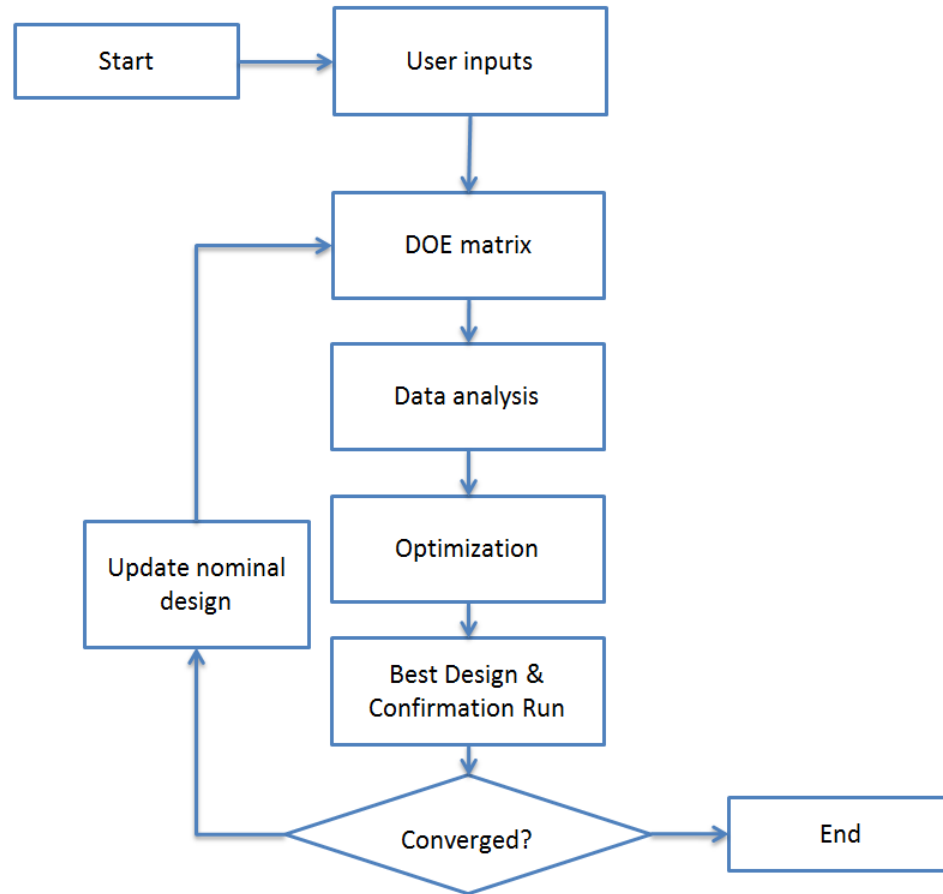 Start
User inputs
DOE matrix
Data analysis
Optimization
Update nominal
design
Best Design &
Confirmation Run
Converged?
End